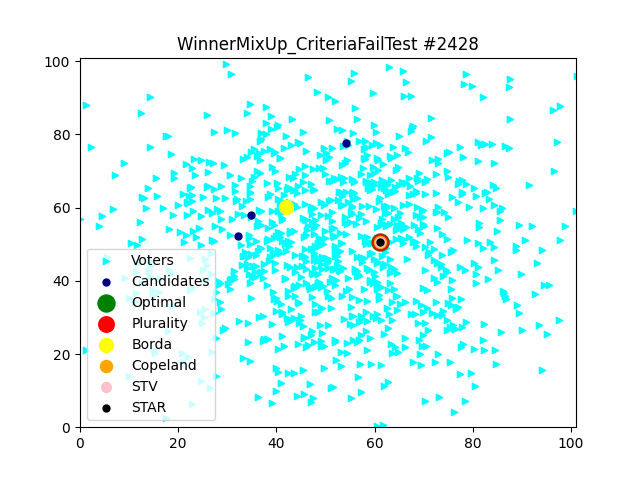 WinnerMixUp_CriteriaFailTest #2428
100
80
60
40
20
0
0 20 40 60 80 100
Voters
Candidates
Optimal
Plurality
Borda
Copeland
STV
STAR